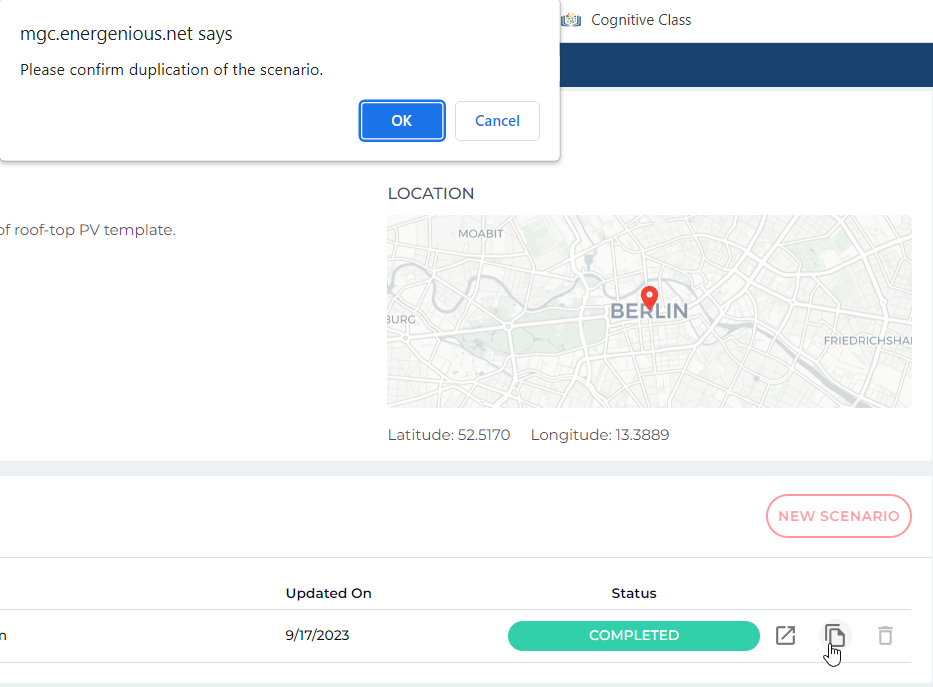 mgc.energenious.net says
Please confirm duplication of the scenario.
OK
Cancel
Cognitive Class
LOCATION
of roof-top PV template.
MOABIT
BERLIN
BURG
FRIEDRICHSHA
Latitude: 52.5170 Longitude: 13.3889
NEW SCENARIO
Updated On
Status
n
9/17/2023
COMPLETED